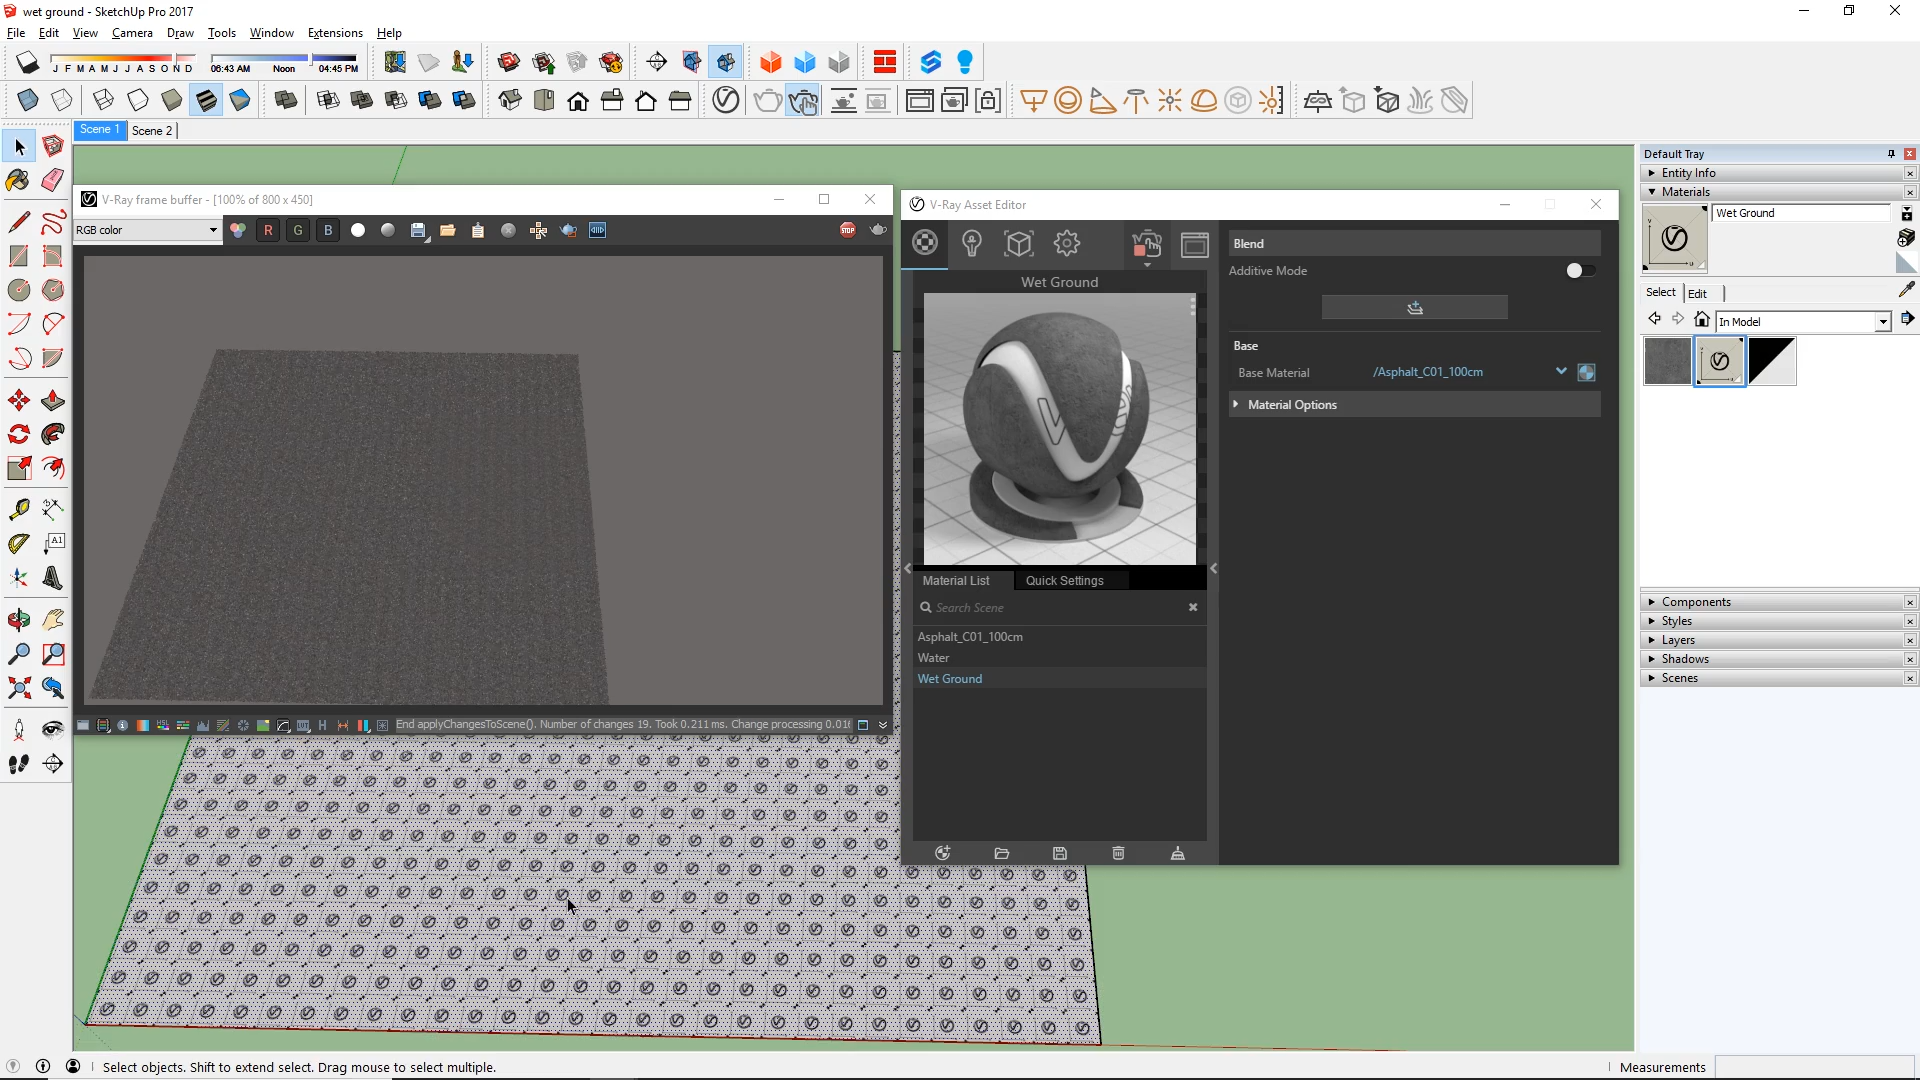 wet ground - SketchUp Pro 2017
File Edit View Camera Draw Tools Window Extensions Help
J F M A M J J A S O N D 06:43 AM Noon 04:45 PM
Scene 1 Scene 2
V-Ray frame buffer - [100% of 800 x 450]
RGB color R G B
A1
HSL
LUT
H
End applyChangesToScene(). Number of changes 19. Took 0.211 ms. Change processing 0.01
V-Ray Asset Editor
Wet Ground
Material List Quick Settings
Search Scene
Asphalt_C01_100cm
Water
Wet Ground
Blend
Additive Mode
Base
Base Material /Asphalt_C01_100cm
Material Options
Default Tray
Entity Info
Materials
Wet Ground
Select Edit
In Model
Components
Styles
Layers
Shadows
Scenes
Select objects. Shift to extend select. Drag mouse to select multiple.
Measurements